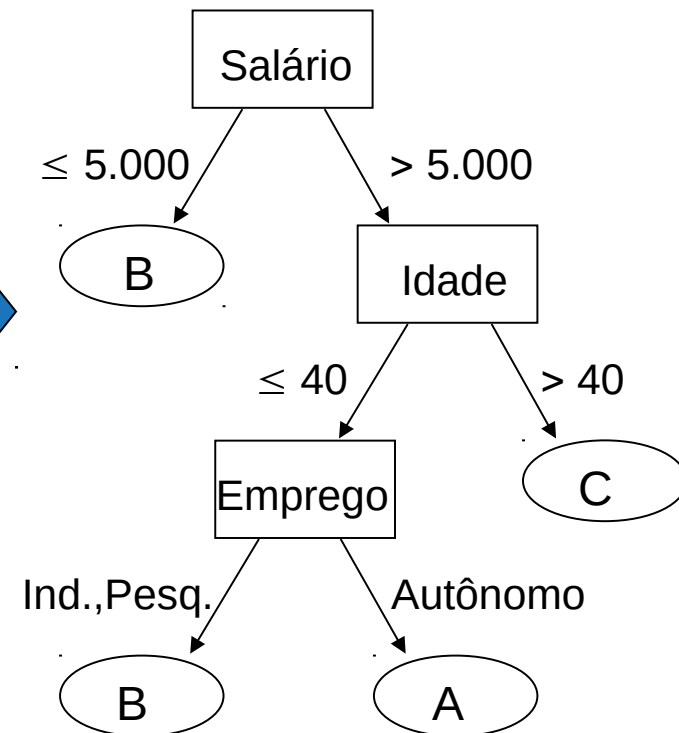 Salário
≤ 5.000
> 5.000
B
Idade
≤ 40
> 40
Emprego
C
Ind.,Pesq.
Autônomo
B
A